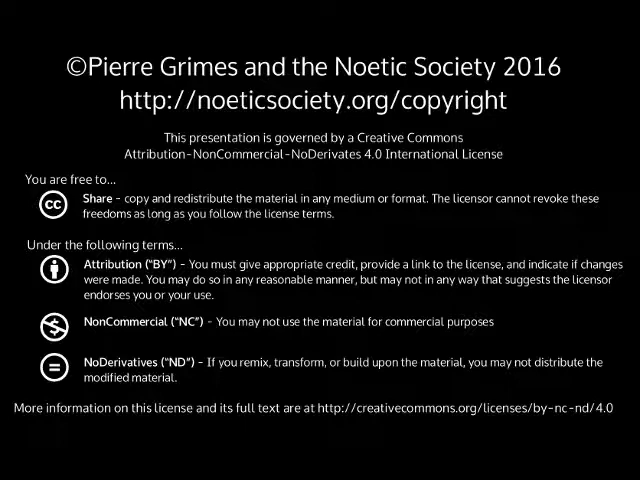 ©Pierre Grimes and the Noetic Society 2016
http://noeticsociety.org/copyright
This presentation is governed by a Creative Commons
Attribution-NonCommercial-NoDerivates 4.0 International License
You are free to...
Share - copy and redistribute the material in any medium or format. The licensor cannot revoke these
freedoms as long as you follow the license terms.
Under the following terms...
Attribution ("BY") - You must give appropriate credit, provide a link to the license, and indicate if changes
were made. You may do so in any reasonable manner, but may not in any way that suggests the licensor
endorses you or your use.
NonCommercial ("NC") - You may not use the material for commercial purposes
NoDerivatives ("ND") - If you remix, transform, or build upon the material, you may not distribute the
modified material.
More information on this license and its full text are at http://creativecommons.org/licenses/by-nc-nd/4.0